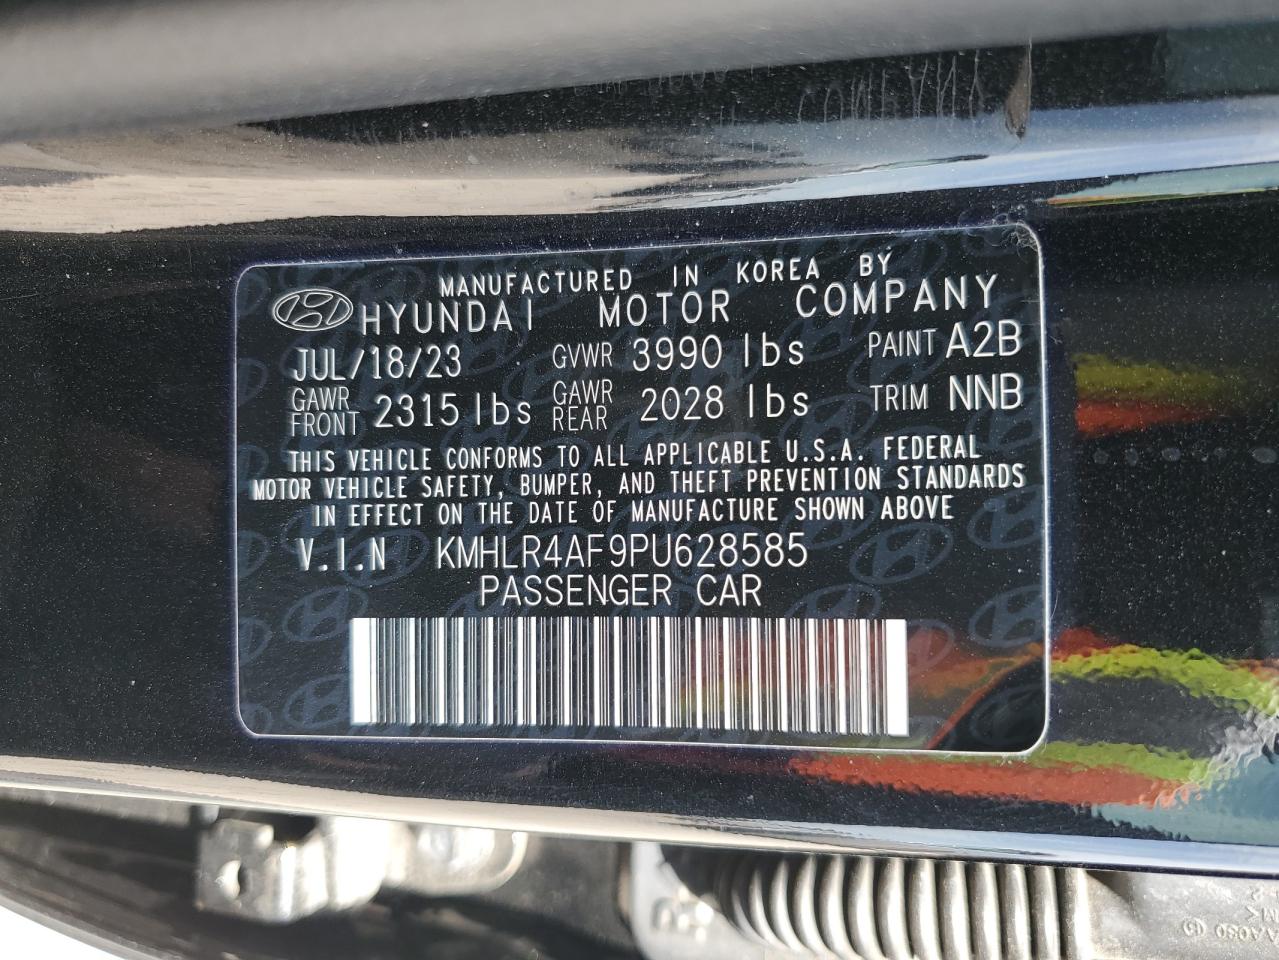 MANUFACTURED IN KOREA BY
HYUNDAI MOTOR COMPANY
JUL/18/23 GVWR 3990 lbs PAINT A2B
GAWR FRONT 2315 lbs GAWR REAR 2028 lbs TRIM NNB
THIS VEHICLE CONFORMS TO ALL APPLICABLE U.S.A. FEDERAL
MOTOR VEHICLE SAFETY, BUMPER, AND THEFT PREVENTION STANDARDS
IN EFFECT ON THE DATE OF MANUFACTURE SHOWN ABOVE
V.I.N KMHLR4AF9PU628585
PASSENGER CAR